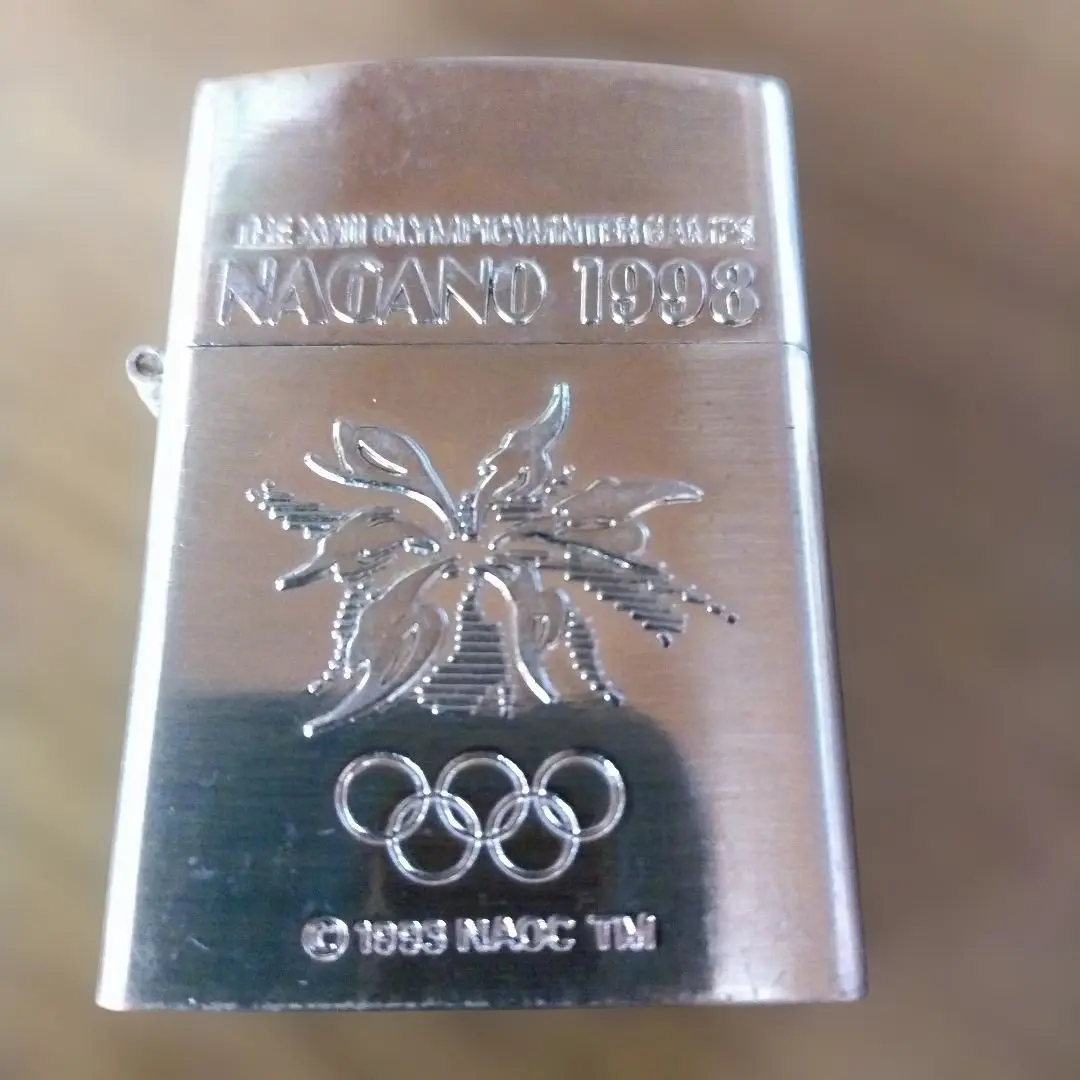 THE XVIII OLYMPIC WINTER GAMES
NAGANO 1998
© 1993 NAOC TM